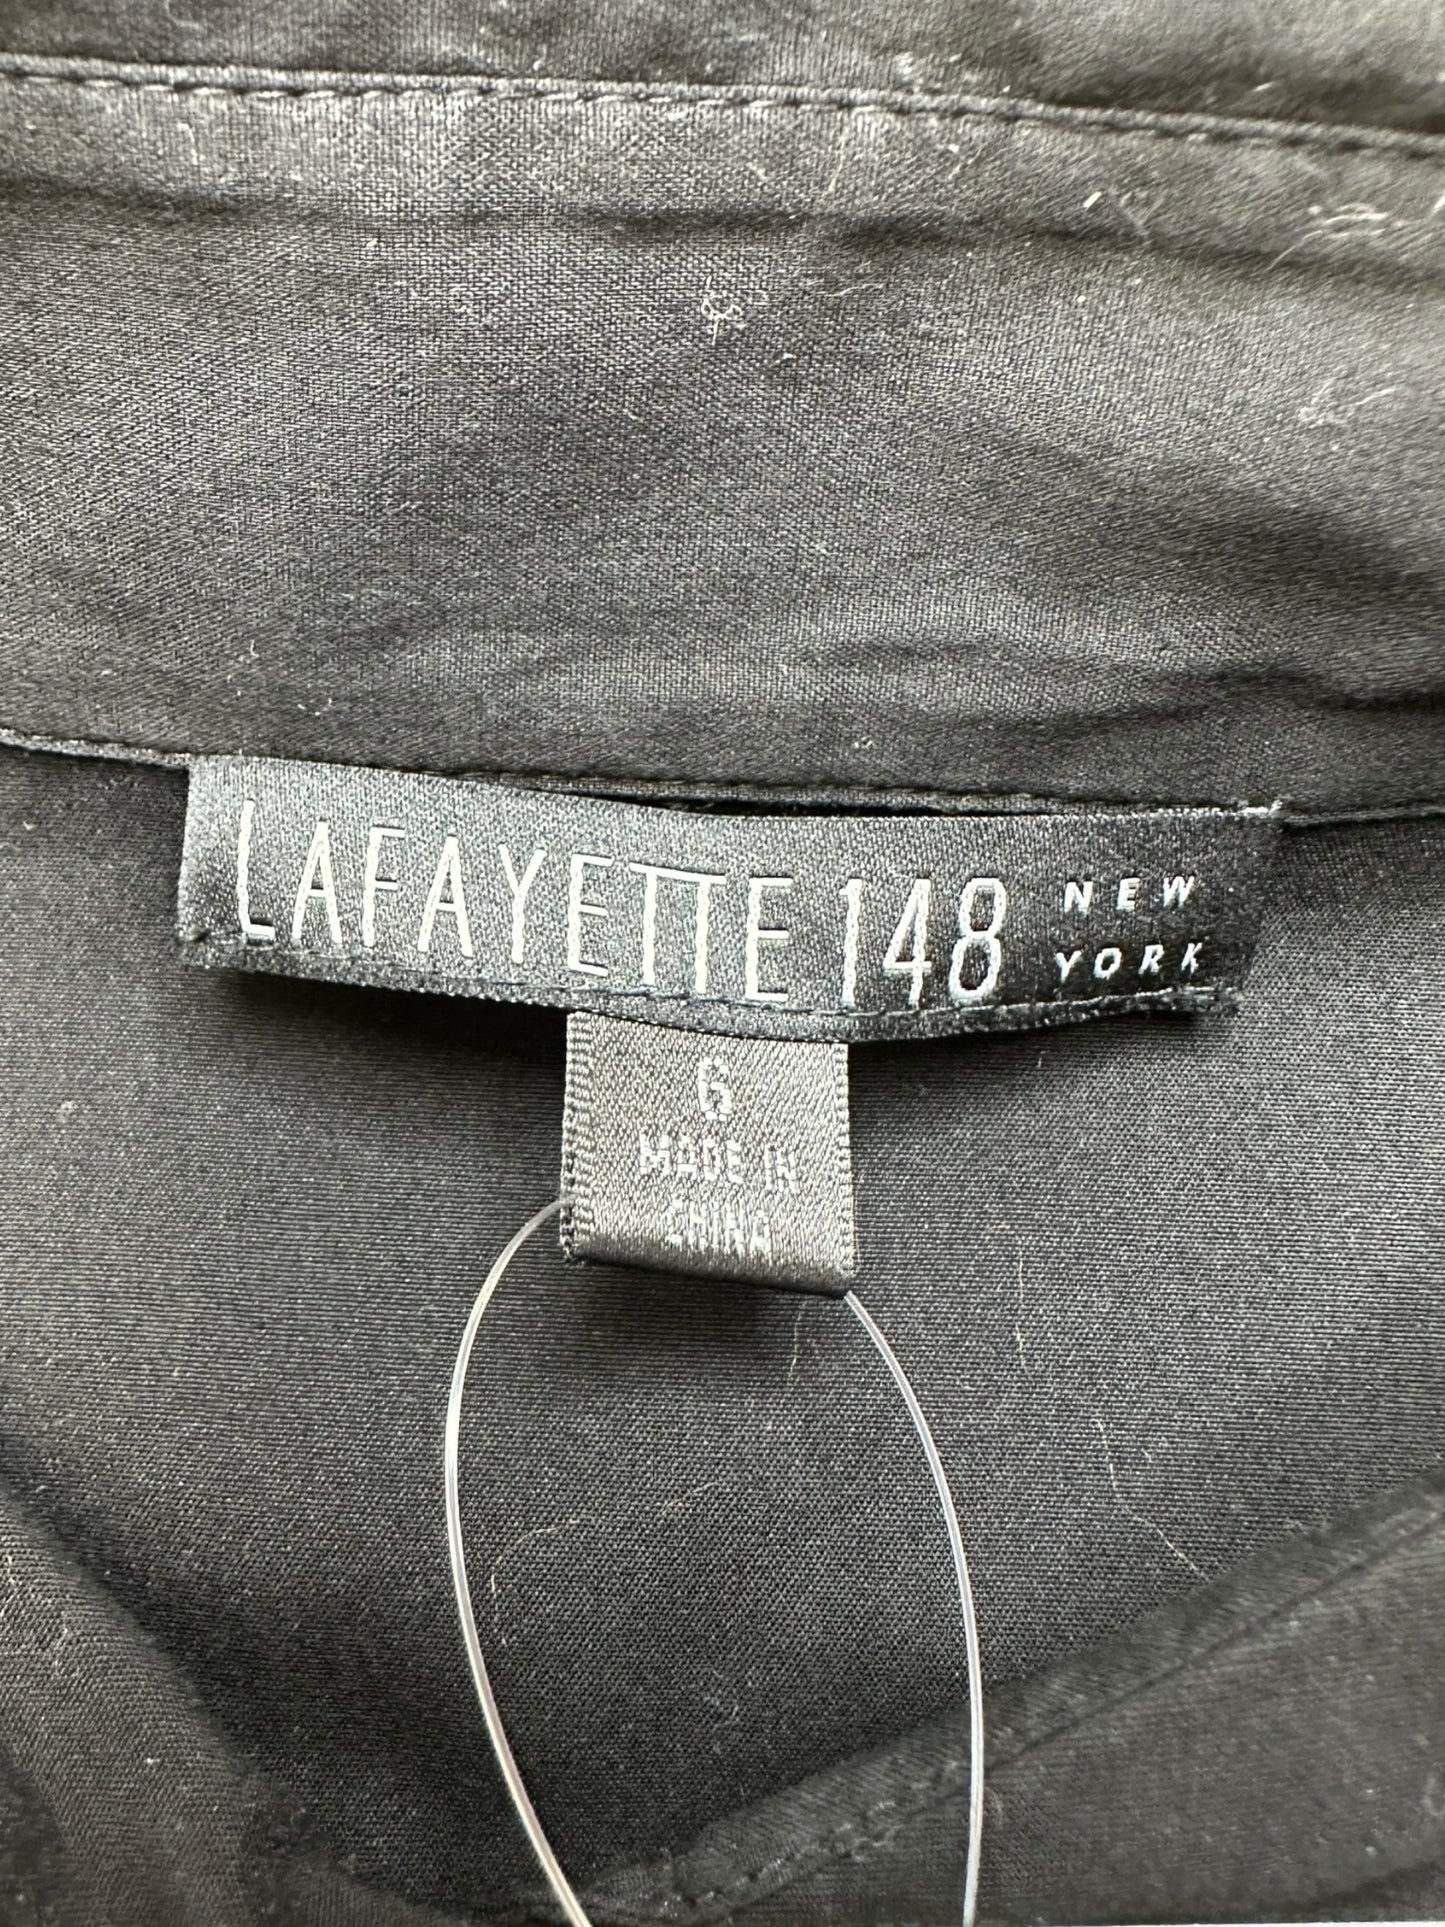 LAFAYETTE 148 NEW YORK
6
MADE IN
CHINA